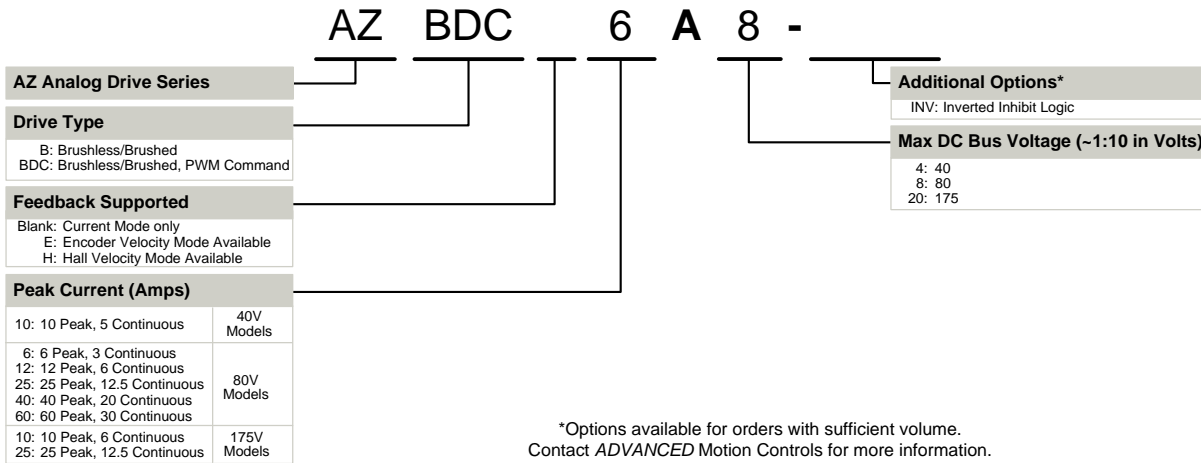 AZ BDC 6 A 8 -
AZ Analog Drive Series
Drive Type
B: Brushless/Brushed
BDC: Brushless/Brushed, PWM Command
Feedback Supported
Blank: Current Mode only
E: Encoder Velocity Mode Available
H: Hall Velocity Mode Available
Peak Current (Amps)
10: 10 Peak, 5 Continuous
40V
Models
6: 6 Peak, 3 Continuous
12: 12 Peak, 6 Continuous
25: 25 Peak, 12.5 Continuous
40: 40 Peak, 20 Continuous
60: 60 Peak, 30 Continuous
80V
Models
10: 10 Peak, 6 Continuous
25: 25 Peak, 12.5 Continuous
175V
Models
Additional Options*
INV: Inverted Inhibit Logic
Max DC Bus Voltage (~1:10 in Volts)
4: 40
8: 80
20: 175
*Options available for orders with sufficient volume.
Contact ADVANCED Motion Controls for more information.